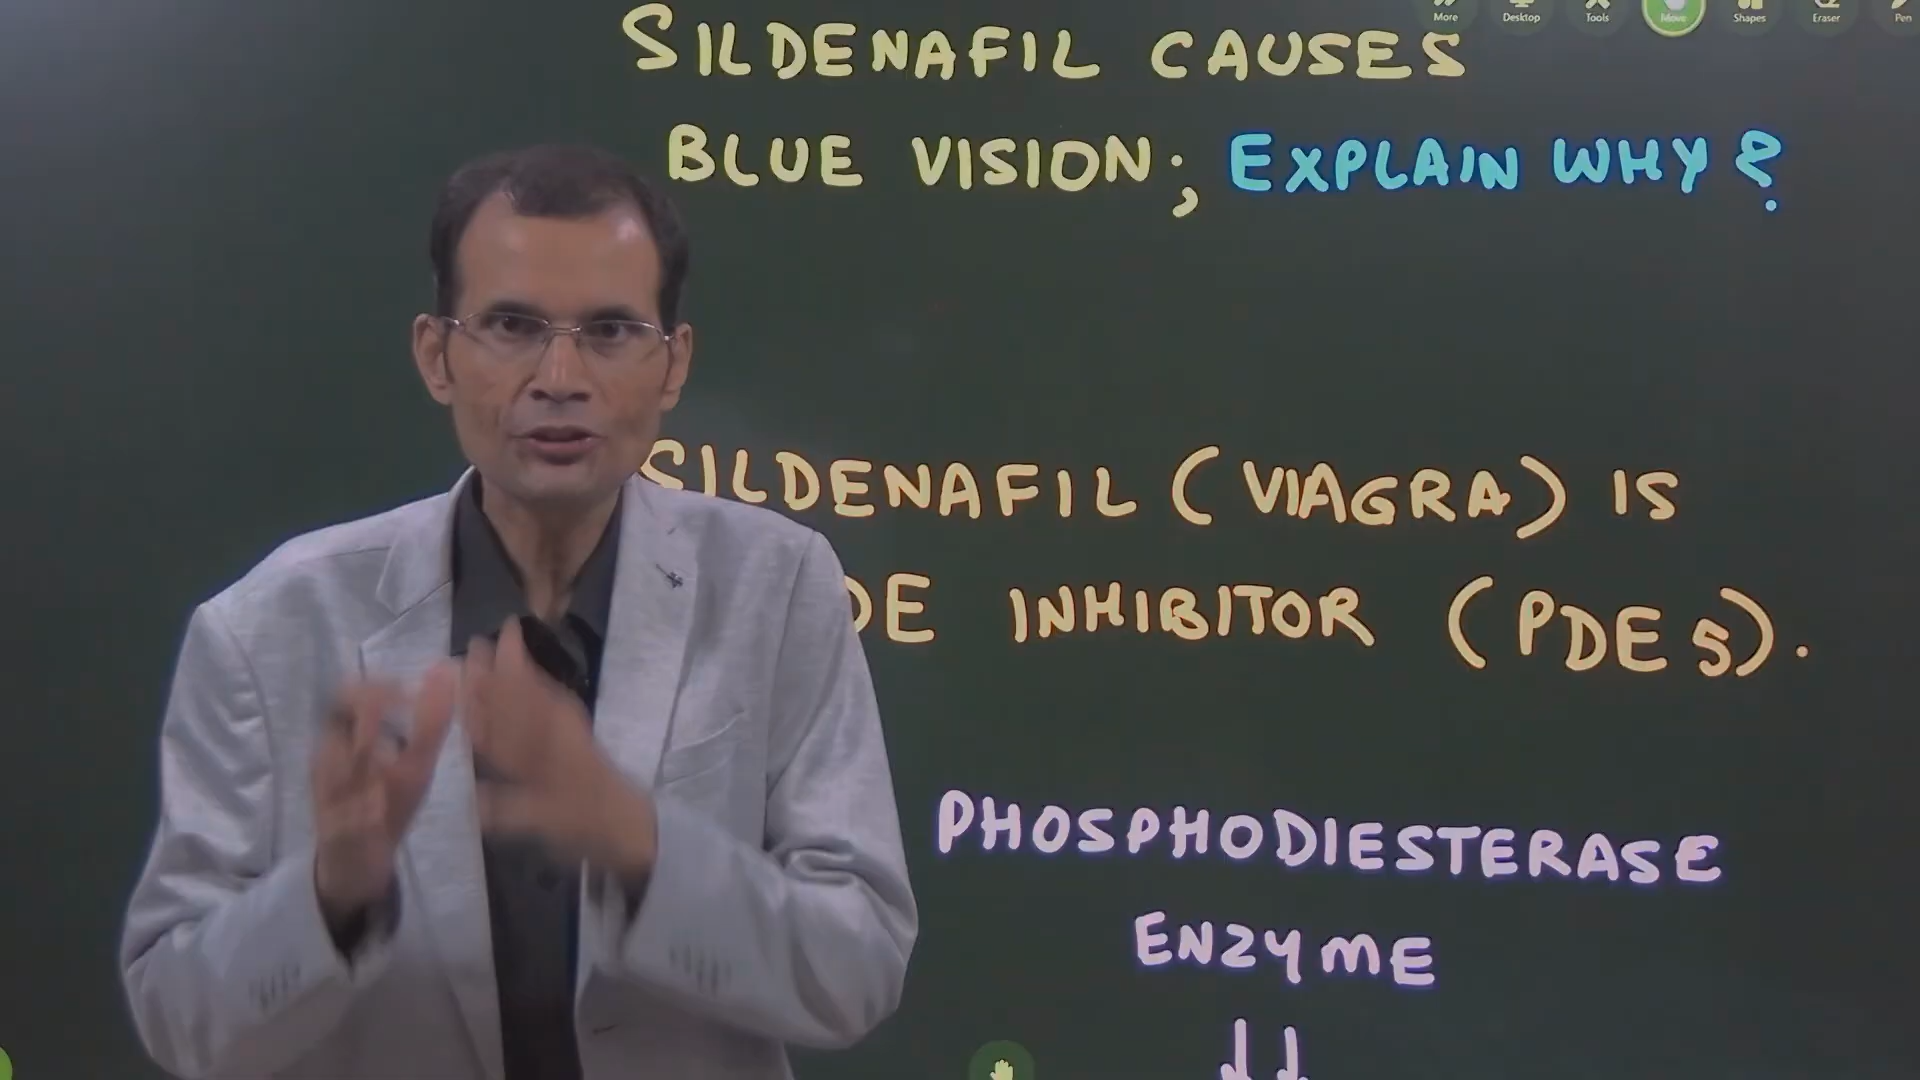 More Desktop Tools Move Shapes Eraser Pen
SILDENAFIL CAUSES
BLUE VISION; EXPLAIN WHY?
SILDENAFIL (VIAGRA) IS
DE INHIBITOR (PDE 5).
PHOSPHODIESTERASE
ENZYME